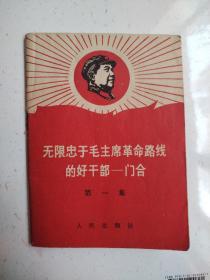 无限忠于毛主席革命路线
的好干部—门合
第一集
人民出版社